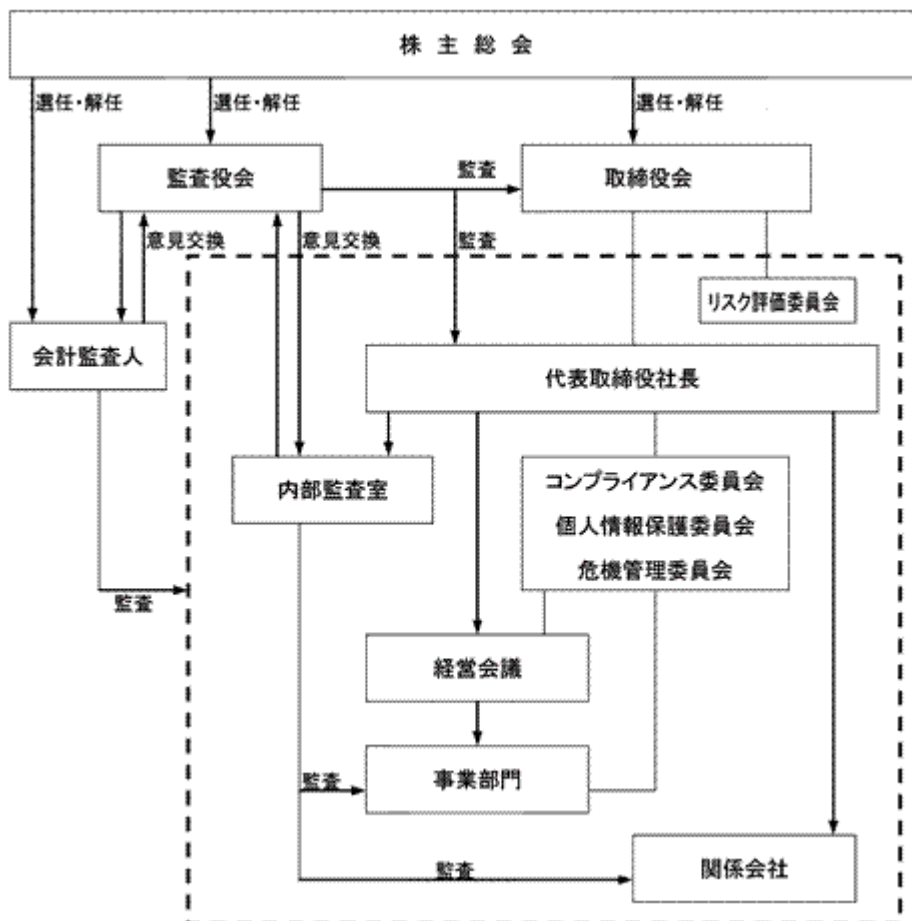 株主総会
選任・解任
選任・解任
選任・解任
監査役会
監査
取締役会
意見交換
意見交換
監査
リスク評価委員会
会計監査人
代表取締役社長
内部監査室
コンプライアンス委員会
個人情報保護委員会
危機管理委員会
監査
経営会議
監査
事業部門
監査
関係会社